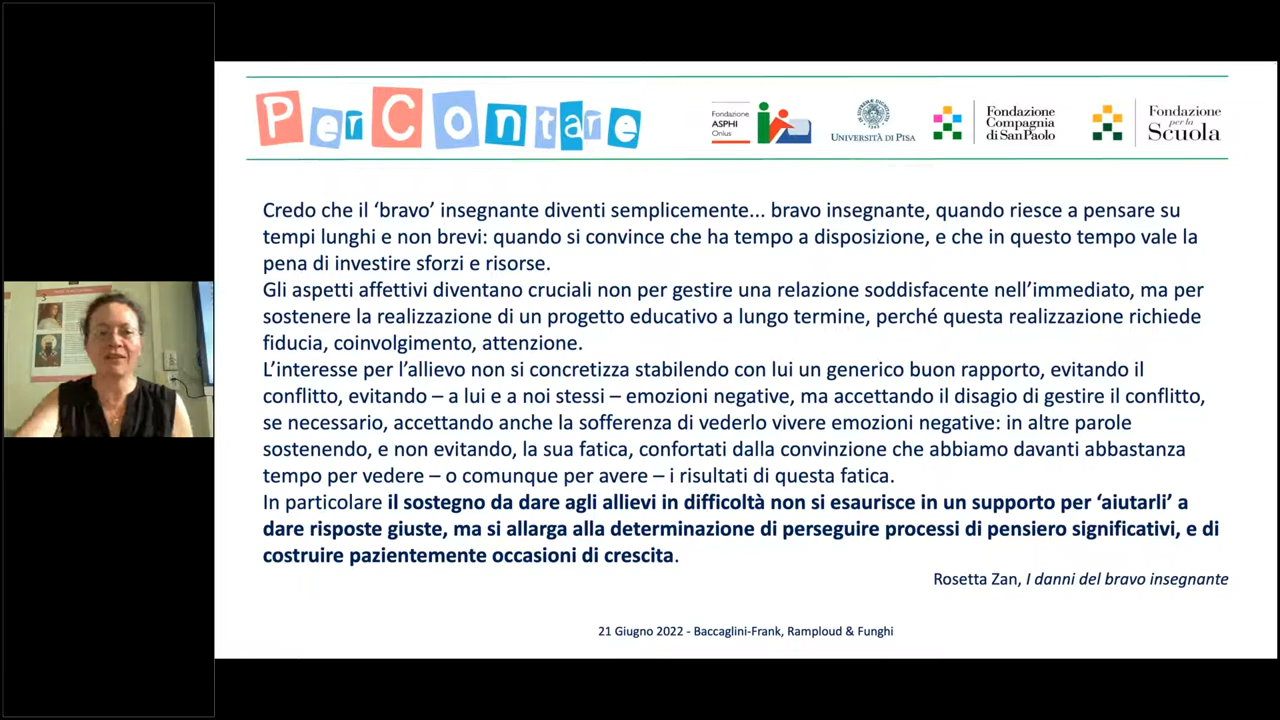 PerContare
Fondazione
ASPHI
Onlus
UNIVERSITÀ DI PISA
Fondazione
Compagnia
di San Paolo
Fondazione
per la
Scuola
Credo che il ‘bravo’ insegnante diventi semplicemente... bravo insegnante, quando riesce a pensare su
tempi lunghi e non brevi: quando si convince che ha tempo a disposizione, e che in questo tempo vale la
pena di investire sforzi e risorse.
Gli aspetti affettivi diventano cruciali non per gestire una relazione soddisfacente nell’immediato, ma per
sostenere la realizzazione di un progetto educativo a lungo termine, perché questa realizzazione richiede
fiducia, coinvolgimento, attenzione.
L’interesse per l’allievo non si concretizza stabilendo con lui un generico buon rapporto, evitando il
conflitto, evitando – a lui e a noi stessi – emozioni negative, ma accettando il disagio di gestire il conflitto,
se necessario, accettando anche la sofferenza di vederlo vivere emozioni negative: in altre parole
sostenendo, e non evitando, la sua fatica, confortati dalla convinzione che abbiamo davanti abbastanza
tempo per vedere – o comunque per avere – i risultati di questa fatica.
In particolare il sostegno da dare agli allievi in difficoltà non si esaurisce in un supporto per ‘aiutarli’ a
dare risposte giuste, ma si allarga alla determinazione di perseguire processi di pensiero significativi, e di
costruire pazientemente occasioni di crescita.
Rosetta Zan, I danni del bravo insegnante
21 Giugno 2022 - Baccaglini-Frank, Ramploud & Funghi